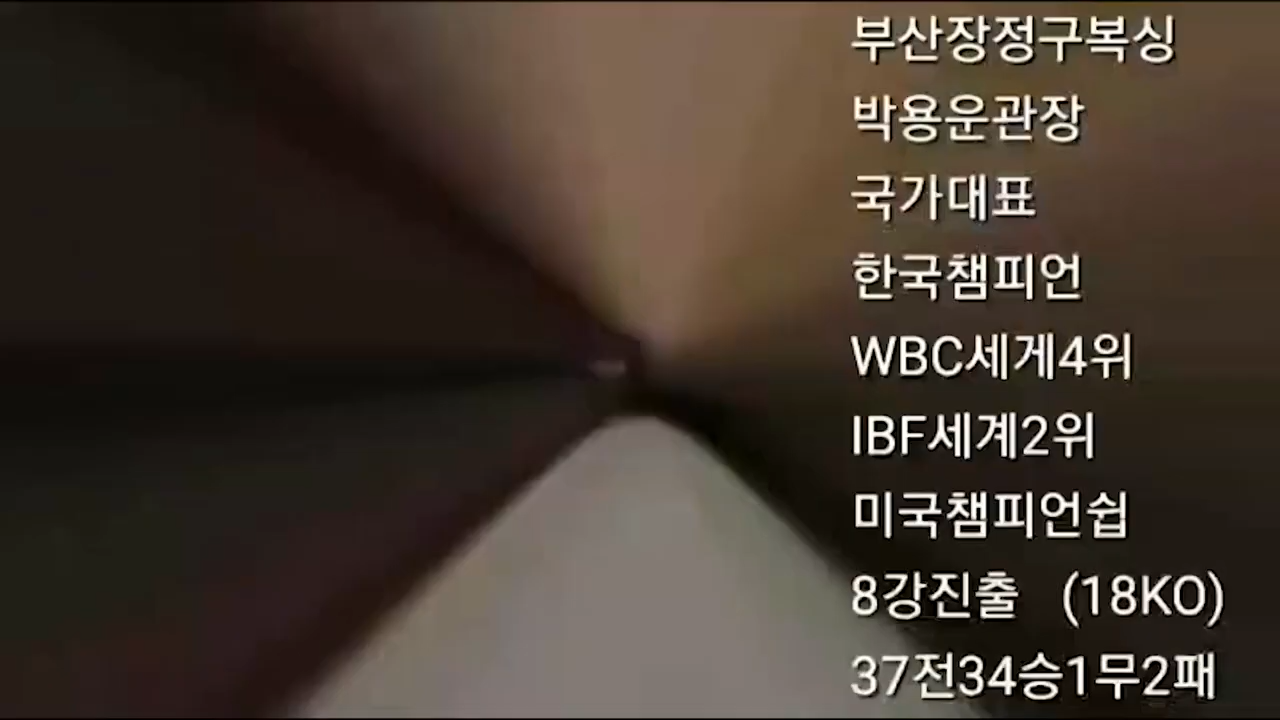 부산장정구복싱
박용운관장
국가대표
한국챔피언
WBC세게4위
IBF세계2위
미국챔피언쉽
8강진출 (18KO)
37전34승1무2패